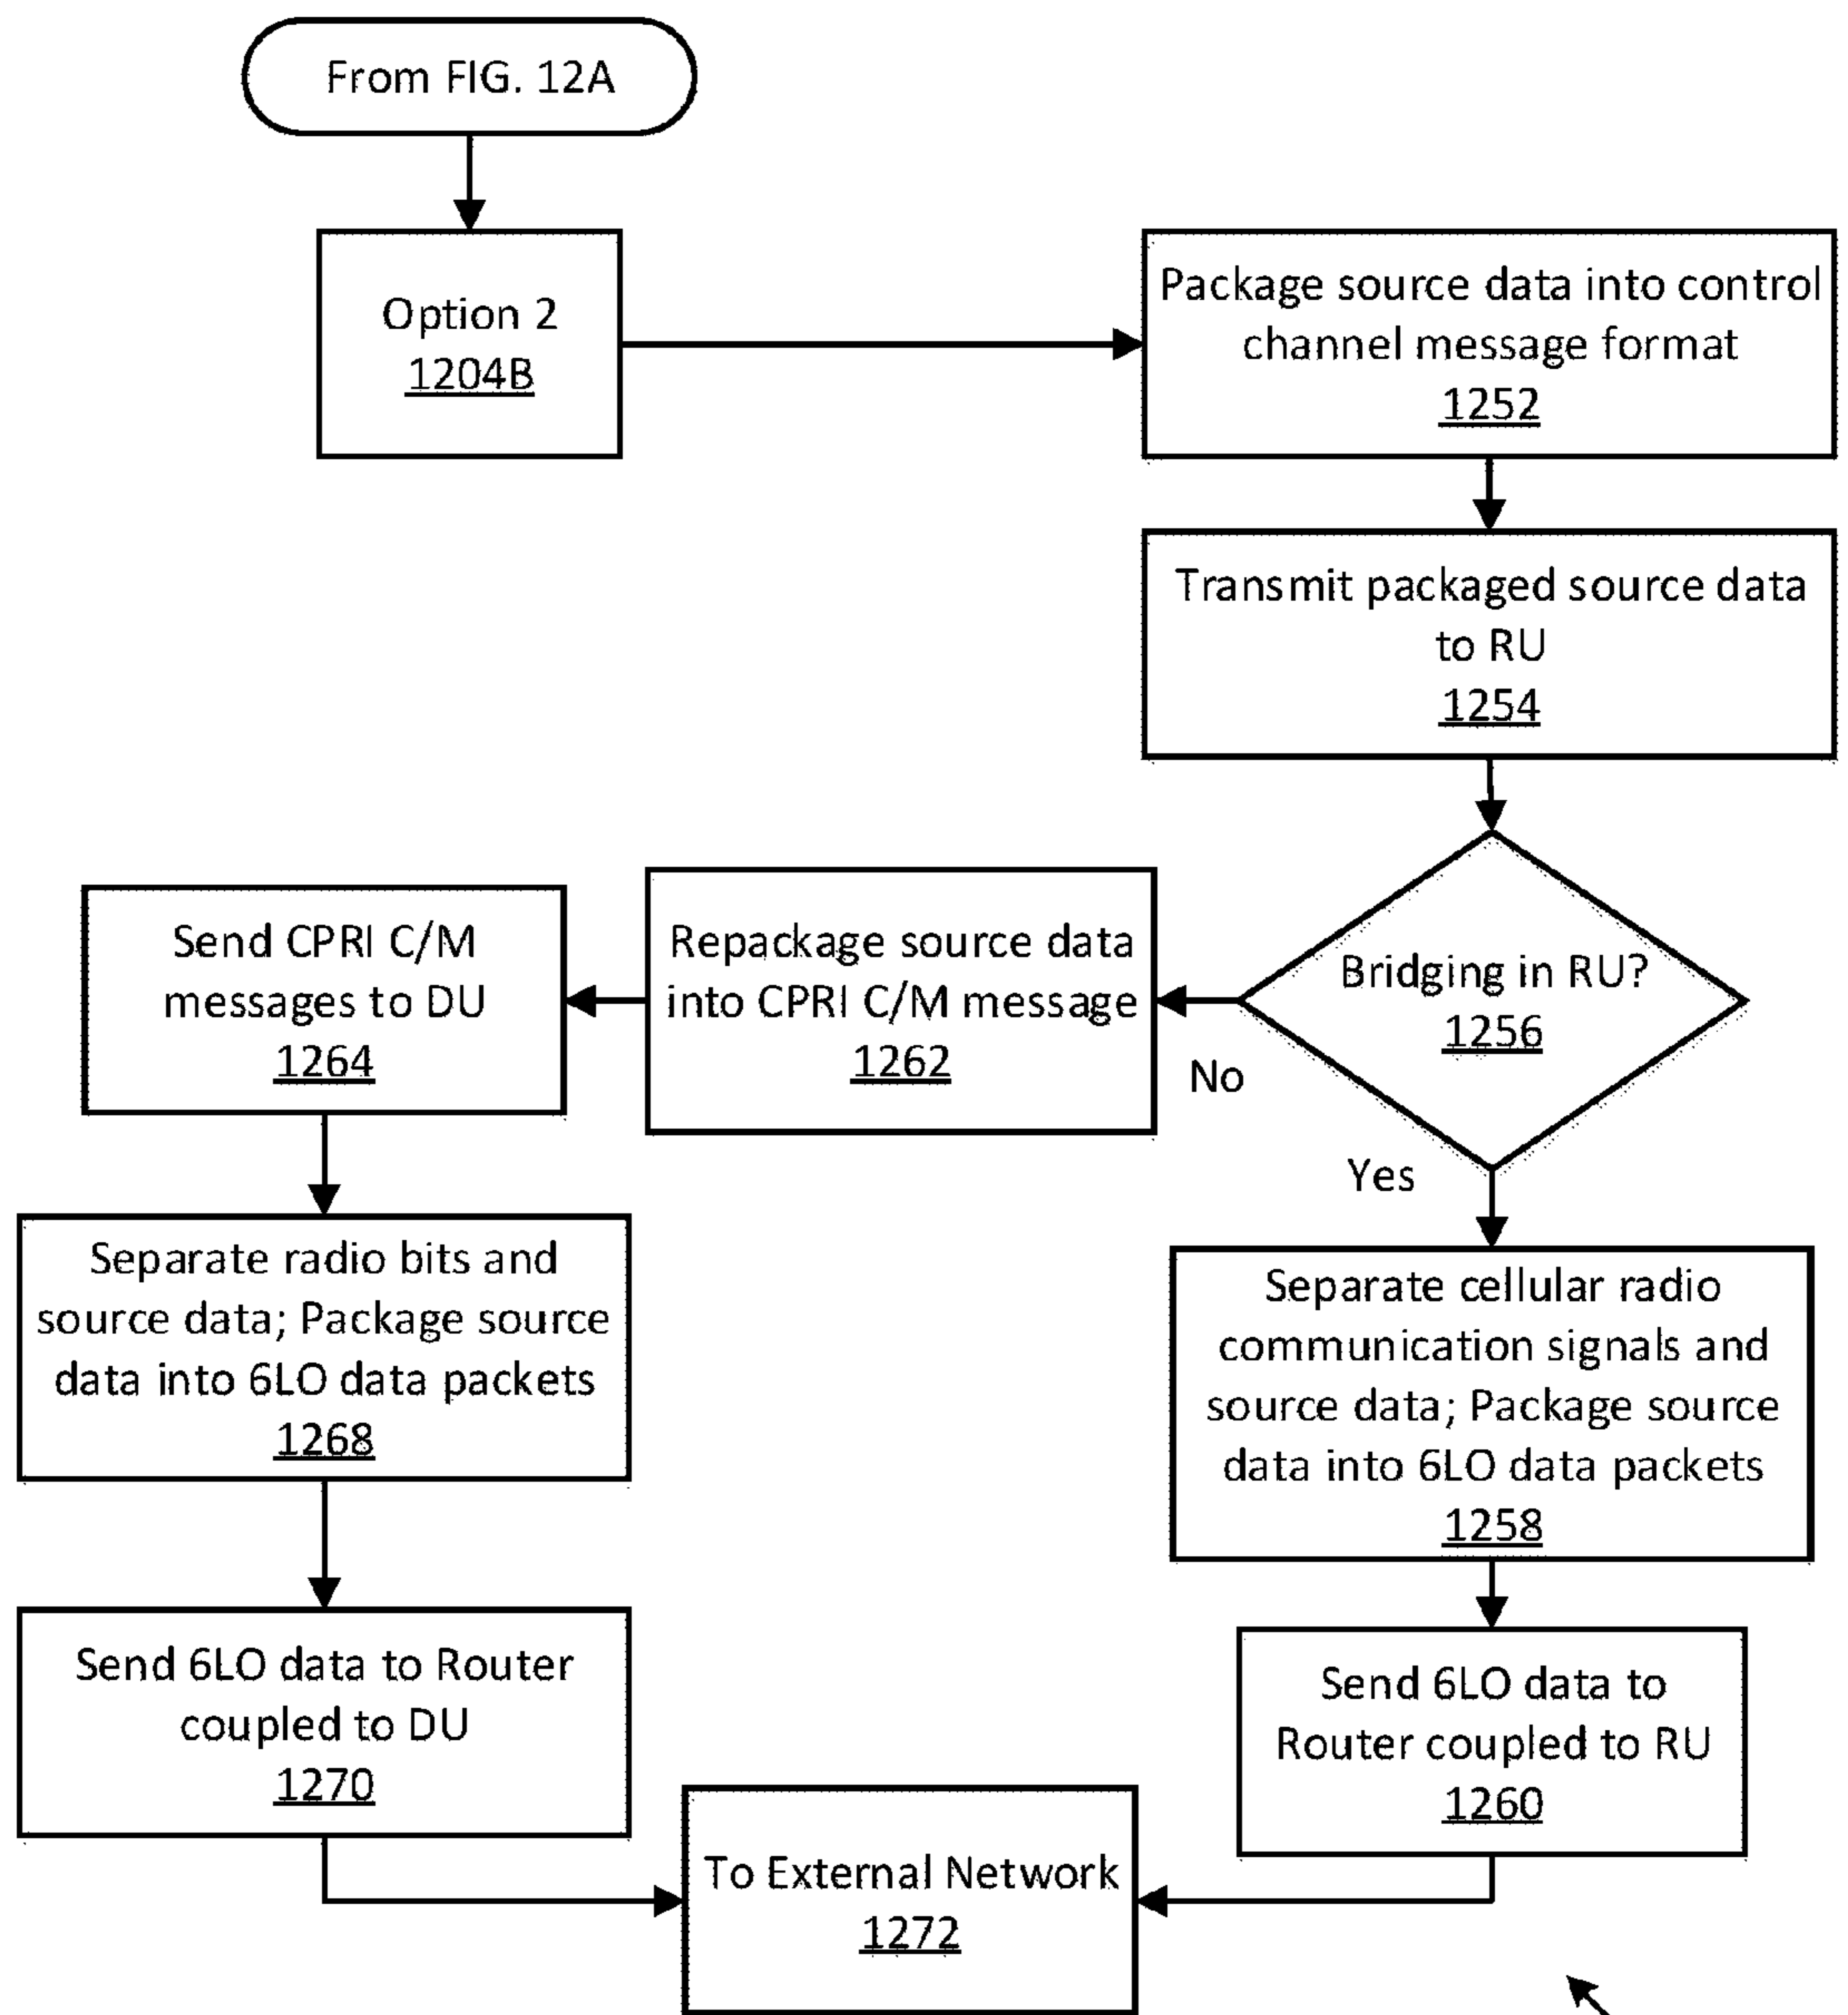 From FIG. 12A
Option 2
1204B
Package source data into control
channel message format
1252
Transmit packaged source data
to RU
1254
Bridging in RU?
1256
No
Yes
Repackage source data
into CPRI C/M message
1262
Send CPRI C/M
messages to DU
1264
Separate radio bits and
source data; Package source
data into 6LO data packets
1268
Send 6LO data to Router
coupled to DU
1270
Separate cellular radio
communication signals and
source data; Package source
data into 6LO data packets
1258
Send 6LO data to
Router coupled to RU
1260
To External Network
1272